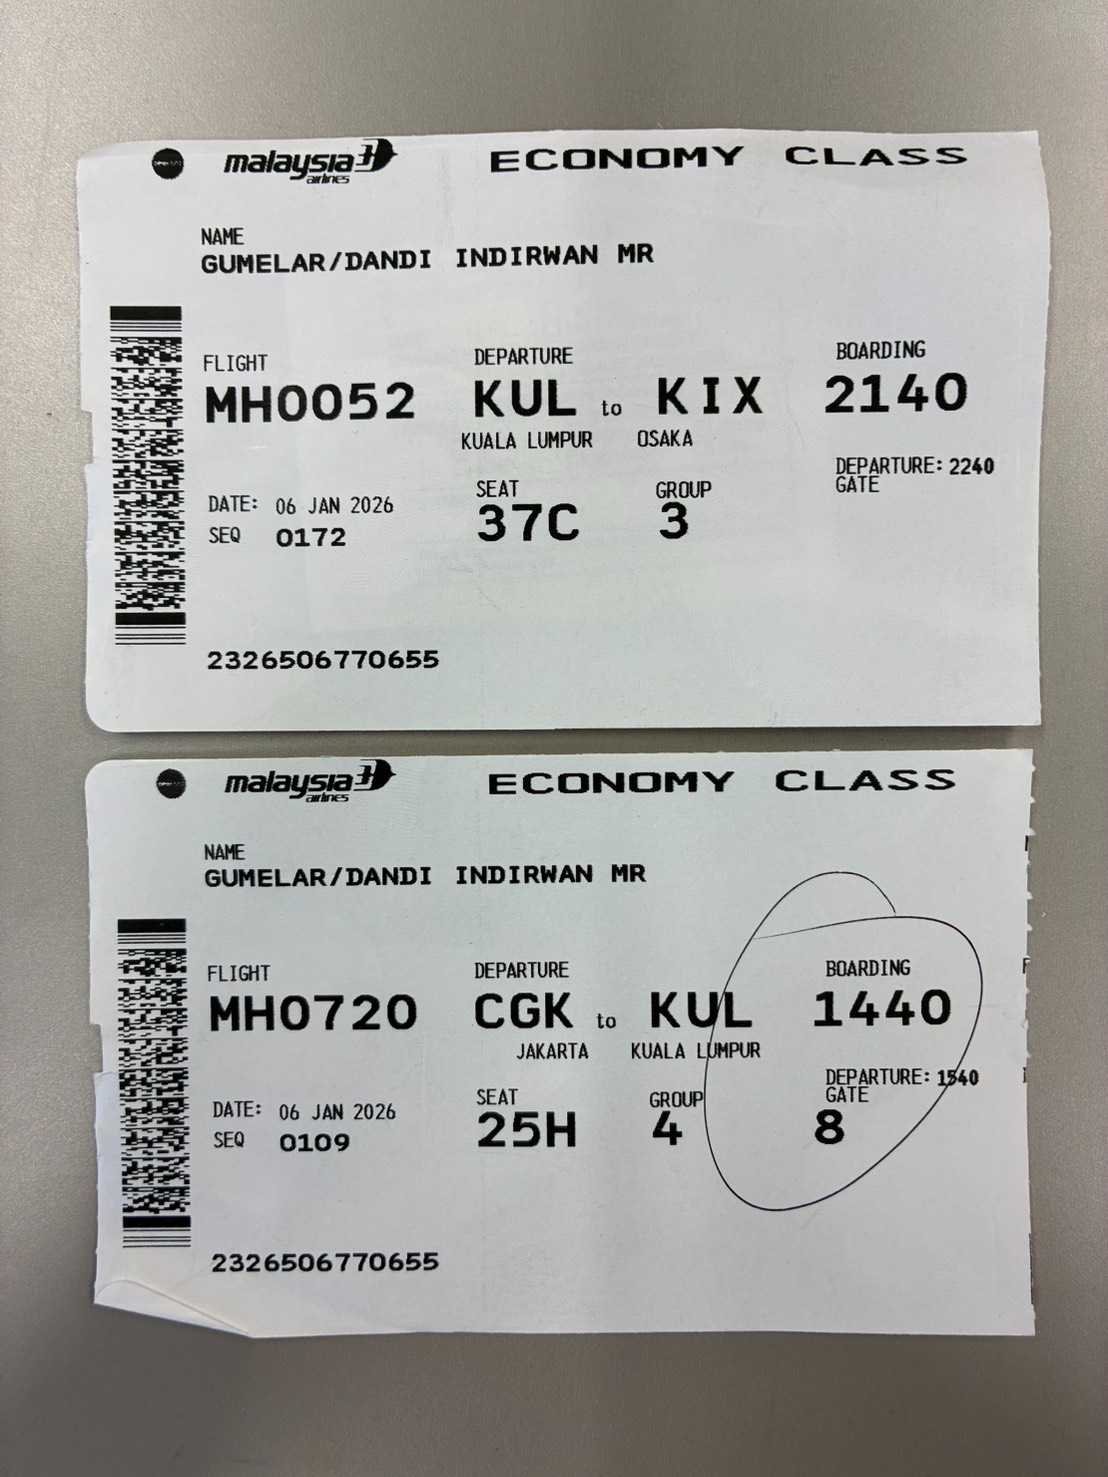 malaysia
airlines
ECONOMY CLASS
NAME
GUMELAR/DANDI INDIRWAN MR
FLIGHT DEPARTURE BOARDING
MH0052 KUL to KIX 2140
KUALA LUMPUR OSAKA
DEPARTURE: 2240
GATE
DATE: 06 JAN 2026 SEAT GROUP
SEQ 0172 37C 3
2326506770655
malaysia
airlines
ECONOMY CLASS
NAME
GUMELAR/DANDI INDIRWAN MR
FLIGHT DEPARTURE BOARDING
MH0720 CGK to KUL 1440
JAKARTA KUALA LUMPUR
DEPARTURE: 1540
GATE
DATE: 06 JAN 2026 SEAT GROUP
SEQ 0109 25H 4 8
2326506770655